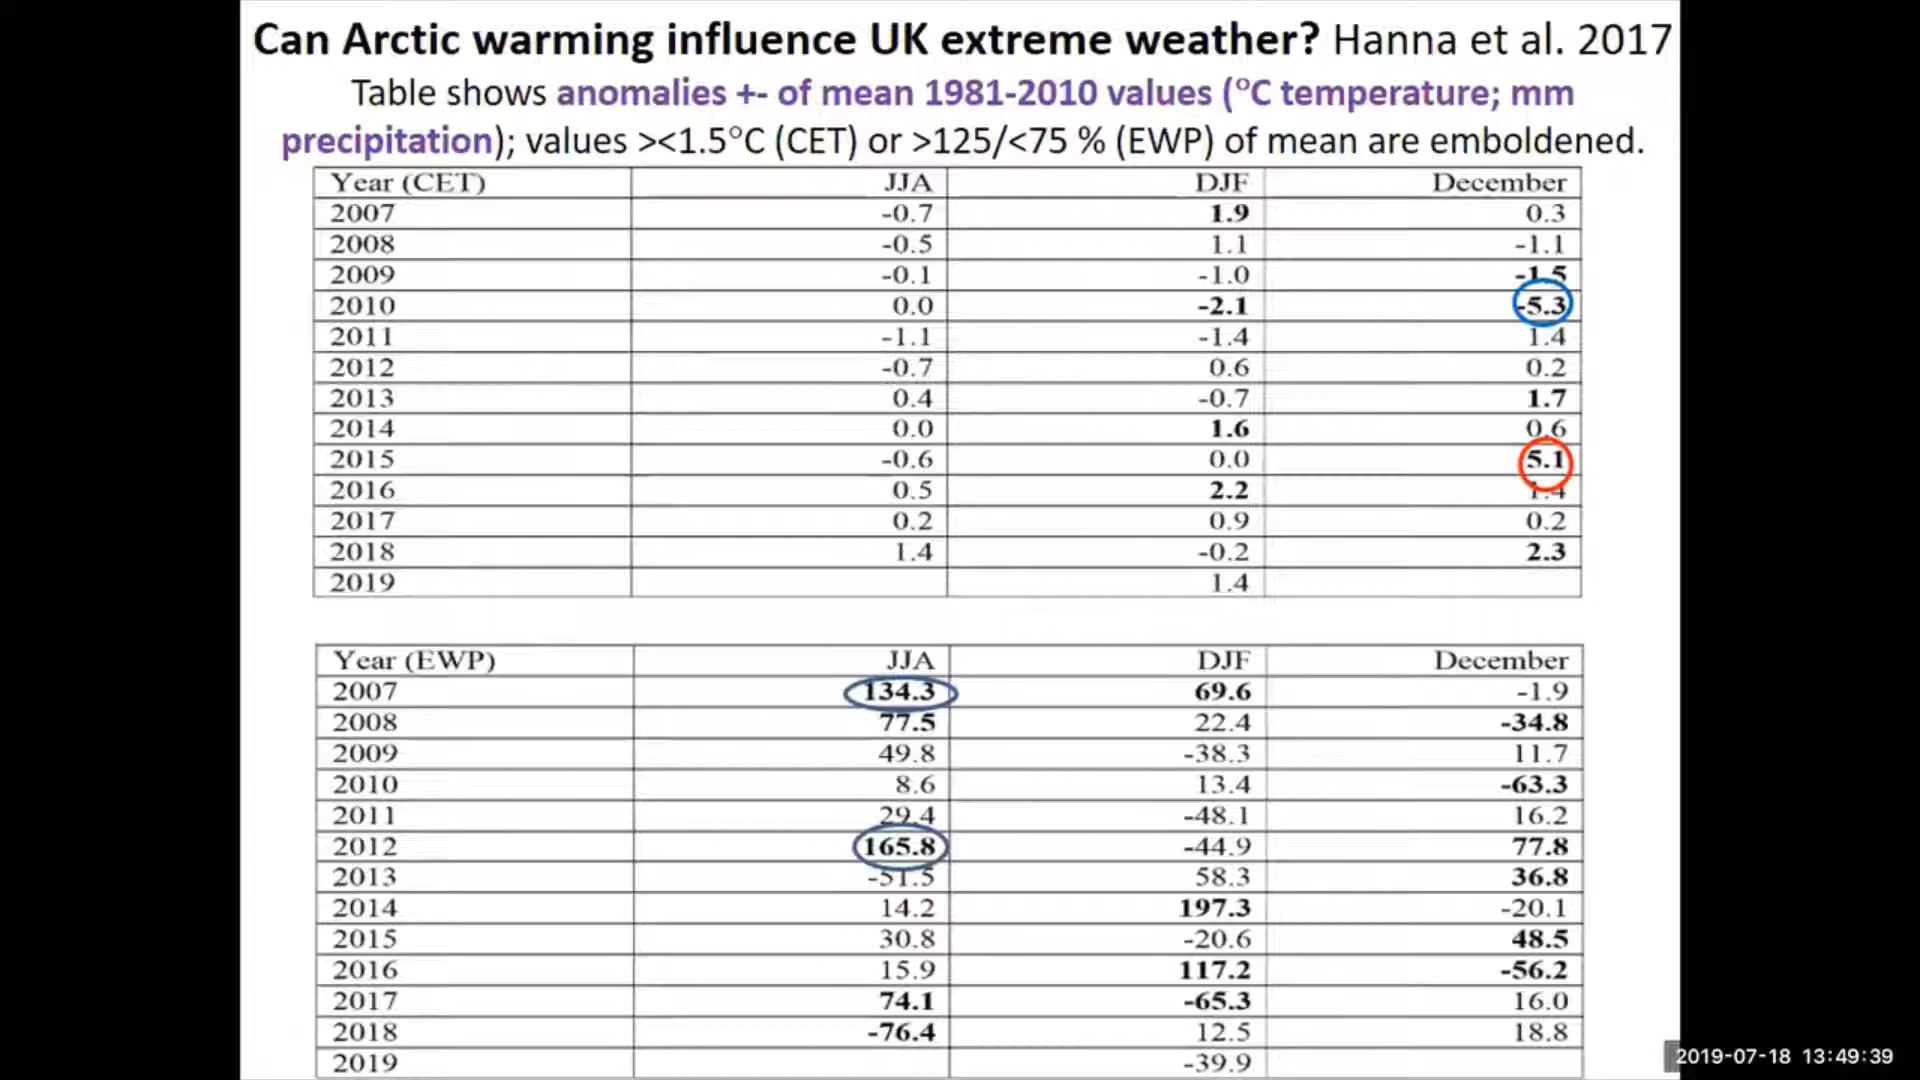 Can Arctic warming influence UK extreme weather? Hanna et al. 2017
Table shows anomalies +- of mean 1981-2010 values (°C temperature; mm
precipitation); values ><1.5°C (CET) or >125/<75 % (EWP) of mean are emboldened.
Year (CET) JJA DJF December
2007 -0.7 1.9 0.3
2008 -0.5 1.1 -1.1
2009 -0.1 -1.0 -1.5
2010 0.0 -2.1 -5.3
2011 -1.1 -1.4 1.4
2012 -0.7 0.6 0.2
2013 0.4 -0.7 1.7
2014 0.0 1.6 0.6
2015 -0.6 0.0 5.1
2016 0.5 2.2 1.4
2017 0.2 0.9 0.2
2018 1.4 -0.2 2.3
2019 1.4
Year (EWP) JJA DJF December
2007 134.3 69.6 -1.9
2008 77.5 22.4 -34.8
2009 49.8 -38.3 11.7
2010 8.6 13.4 -63.3
2011 29.4 -48.1 16.2
2012 165.8 -44.9 77.8
2013 -51.5 58.3 36.8
2014 14.2 197.3 -20.1
2015 30.8 -20.6 48.5
2016 15.9 117.2 -56.2
2017 74.1 -65.3 16.0
2018 -76.4 12.5 18.8
2019 -39.9
2019-07-18 13:49:39